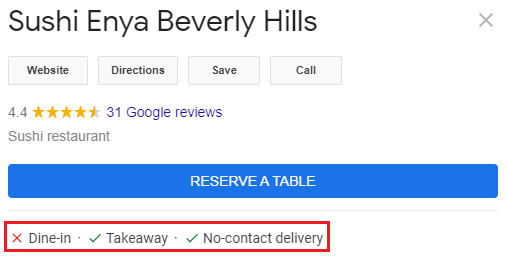 Sushi Enya Beverly Hills
Website Directions Save Call
4.4 31 Google reviews
Sushi restaurant
RESERVE A TABLE
Dine-in · Takeaway · No-contact delivery